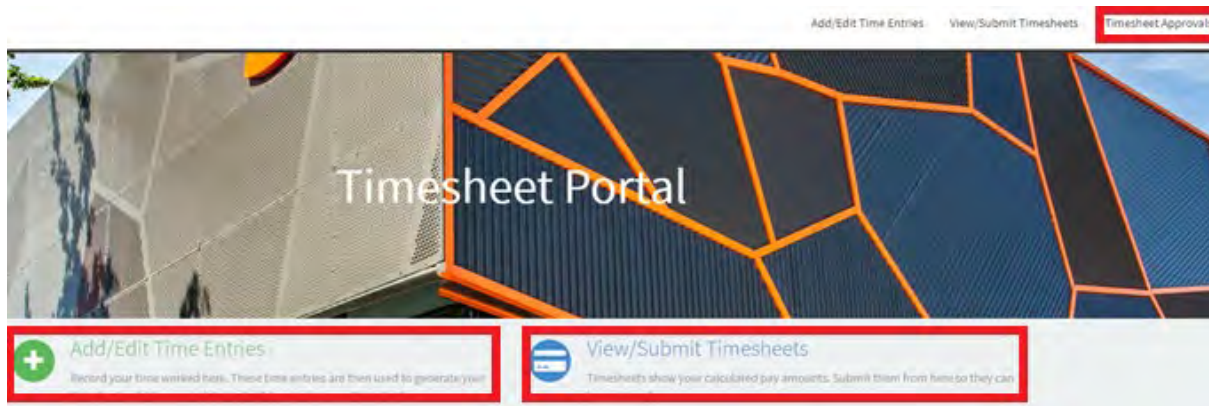 Add/Edit Time Entries View/Submit Timesheets Timesheet Approvals
Timesheet Portal
Add/Edit Time Entries
Record your time worked here. These time entries are then used to generate your
View/Submit Timesheets
Timesheets show your calculated pay amounts. Submit them from here so they can